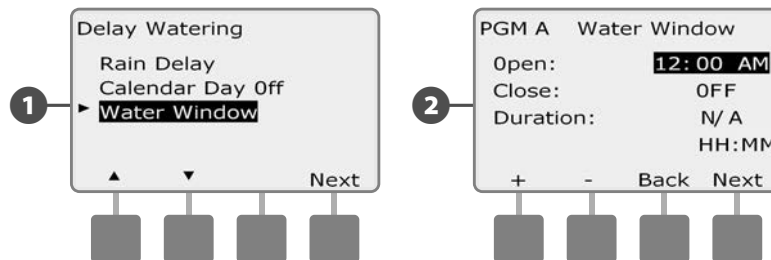 1
Delay Watering
Rain Delay
Calendar Day Off
► Water Window
▲ ▼ Next
2
PGM A Water Window
Open: 12:00 AM
Close: OFF
Duration: N/A
HH:MM
+ - Back Next